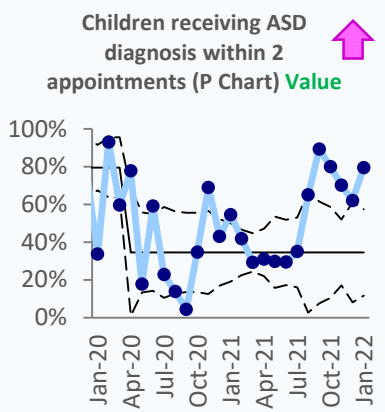 Children receiving ASD
diagnosis within 2
appointments (P Chart) Value
100%
80%
60%
40%
20%
0%
Jan-20
Apr-20
Jul-20
Oct-20
Jan-21
Apr-21
Jul-21
Oct-21
Jan-22